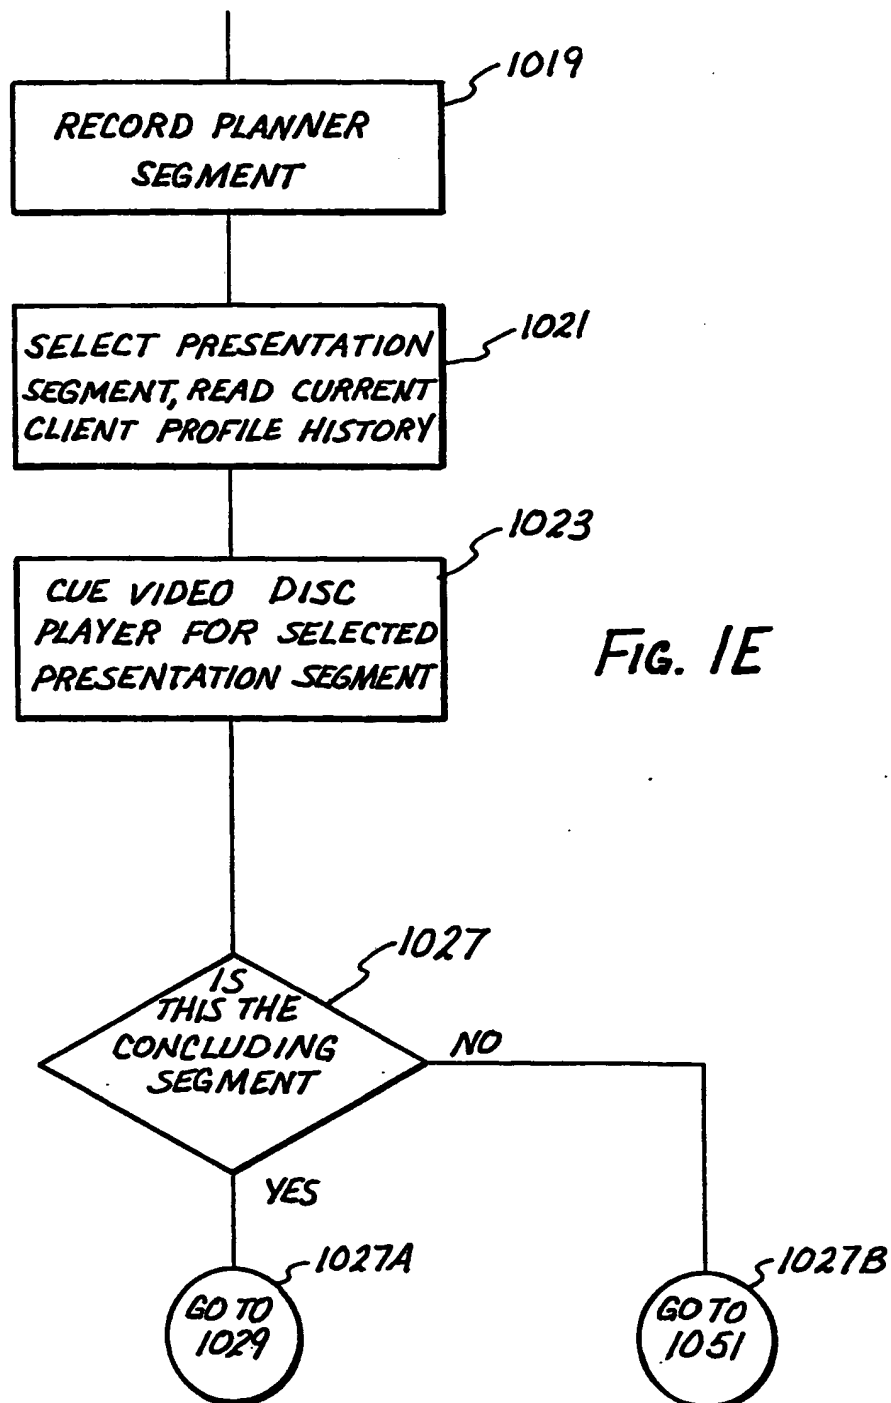 1019
RECORD PLANNER
SEGMENT
1021
SELECT PRESENTATION
SEGMENT, READ CURRENT
CLIENT PROFILE HISTORY
1023
CUE VIDEO DISC
PLAYER FOR SELECTED
PRESENTATION SEGMENT
FIG. 1E
1027
IS
THIS THE
CONCLUDING
SEGMENT
NO
YES
1027A
GO TO
1029
1027B
GO TO
1051